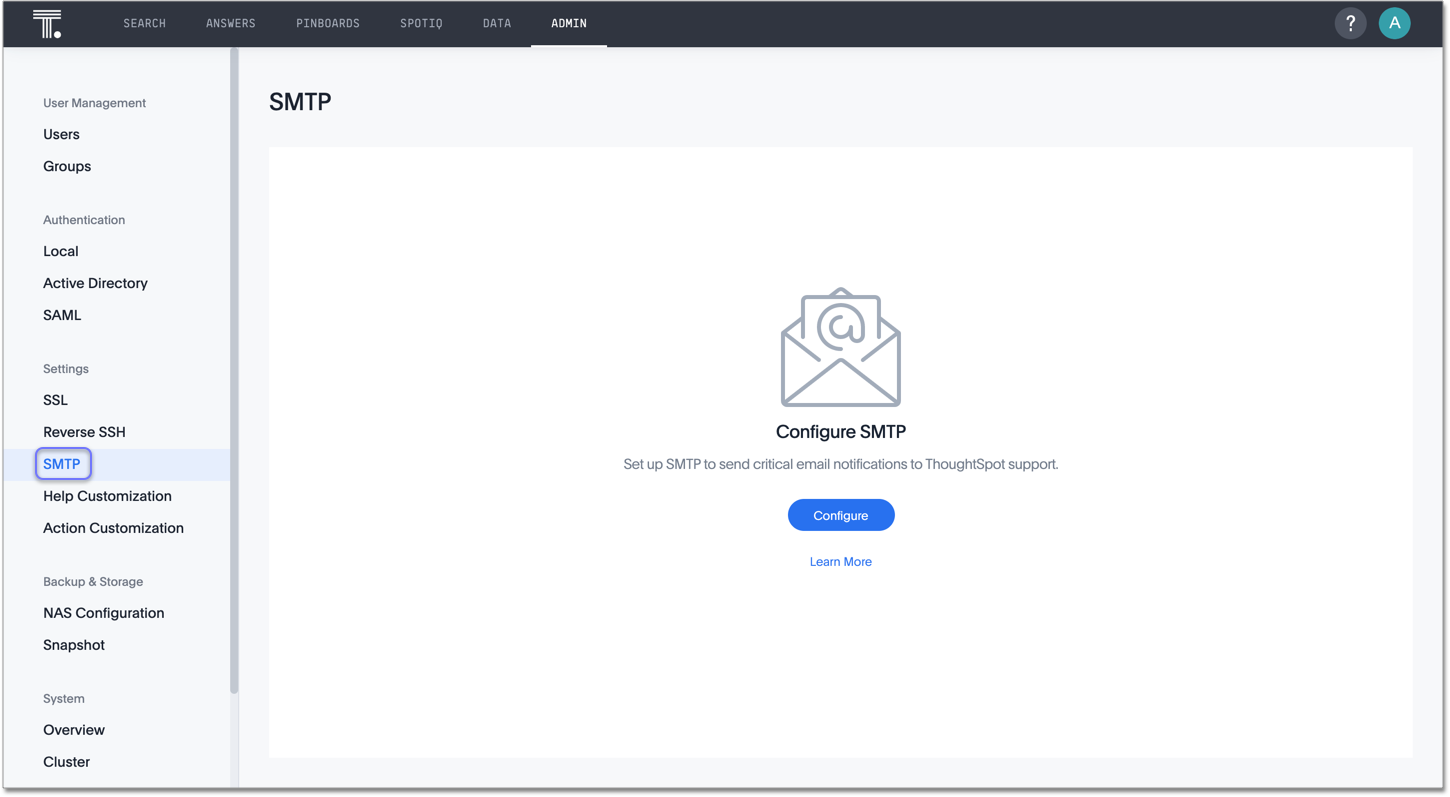 T. SEARCH ANSWERS PINBOARDS SPOTIQ DATA ADMIN ? A
User Management
Users
Groups
Authentication
Local
Active Directory
SAML
Settings
SSL
Reverse SSH
SMTP
Help Customization
Action Customization
Backup & Storage
NAS Configuration
Snapshot
System
Overview
Cluster
SMTP
@
Configure SMTP
Set up SMTP to send critical email notifications to ThoughtSpot support.
Configure
Learn More